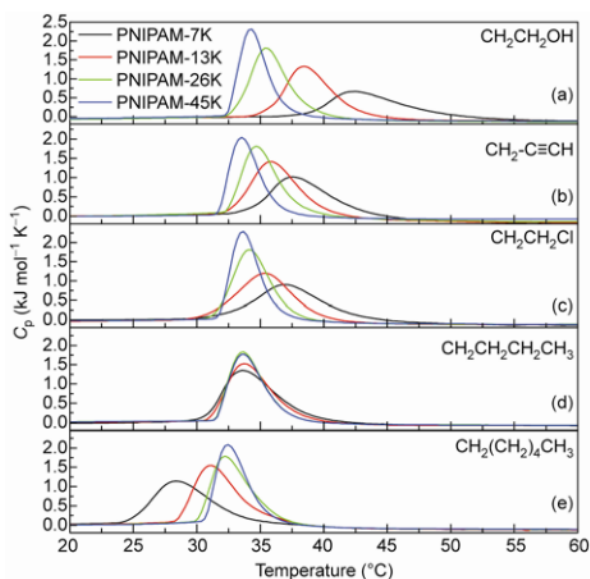 2.5
2.0
1.5
1.0
0.5
0.0
PNIPAM-7K
PNIPAM-13K
PNIPAM-26K
PNIPAM-45K
CH₂CH₂OH
(a)
2.0
1.5
1.0
0.5
0.0
CH₂-C≡CH
(b)
2.0
1.5
1.0
0.5
0.0
CH₂CH₂Cl
(c)
2.0
1.5
1.0
0.5
0.0
CH₂CH₂CH₂CH₃
(d)
2.0
1.5
1.0
0.5
0.0
CH₂(CH₂)₄CH₃
(e)
Cₚ (kJ mol⁻¹ K⁻¹)
20 25 30 35 40 45 50 55 60
Temperature (°C)